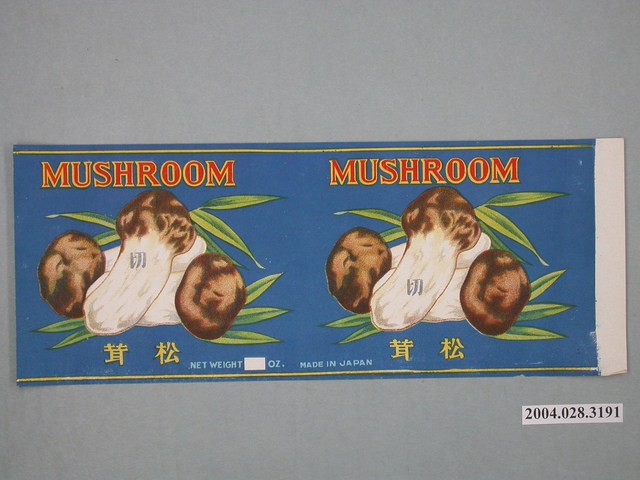 MUSHROOM
切
茸 松
NET WEIGHT OZ.
MADE IN JAPAN
MUSHROOM
切
茸 松
2004.028.3191